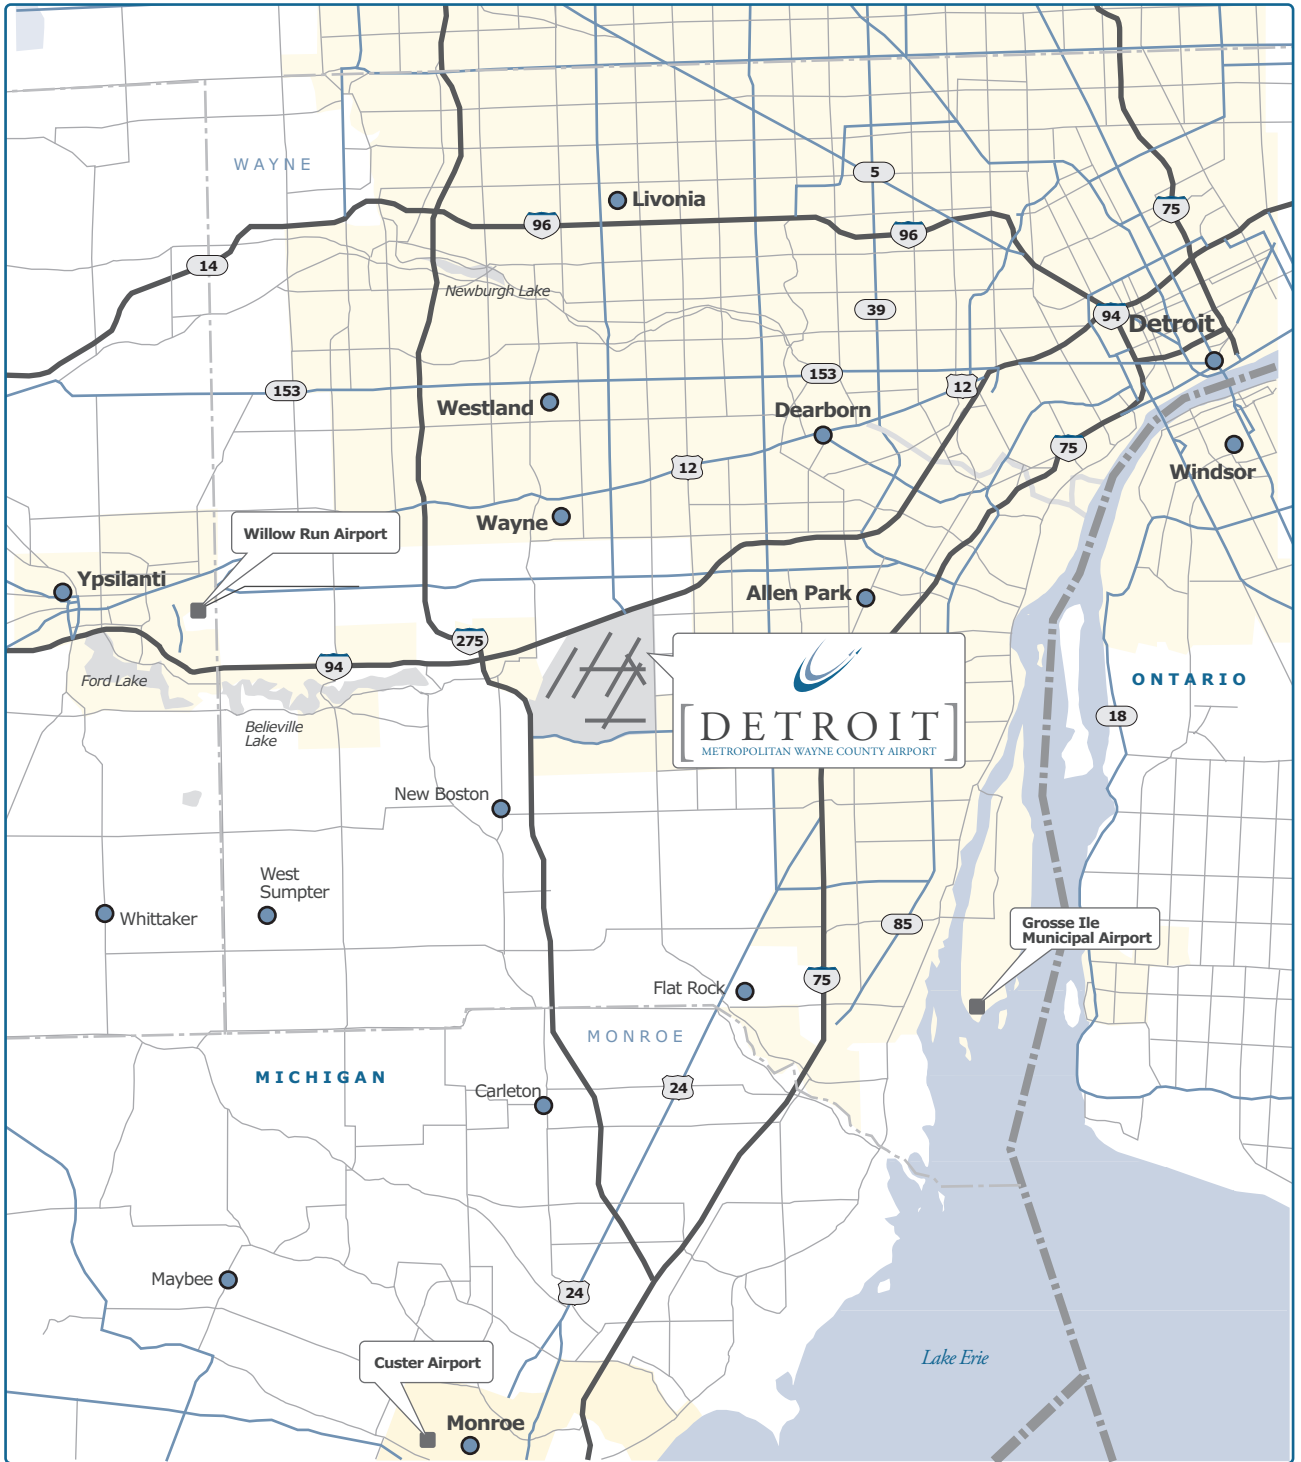 WAYNE
5
Livonia
75
96
96
14
Newburgh Lake
39
94
Detroit
153
153
12
Westland
Dearborn
75
12
Windsor
Wayne
Willow Run Airport
Ypsilanti
Allen Park
275
94
Ford Lake
ONTARIO
DETROIT
METROPOLITAN WAYNE COUNTY AIRPORT
18
Believille
Lake
New Boston
West
Sumpter
Whittaker
85
Grosse Ile
Municipal Airport
75
Flat Rock
MONROE
MICHIGAN
24
Carleton
Maybee
24
Lake Erie
Custer Airport
Monroe